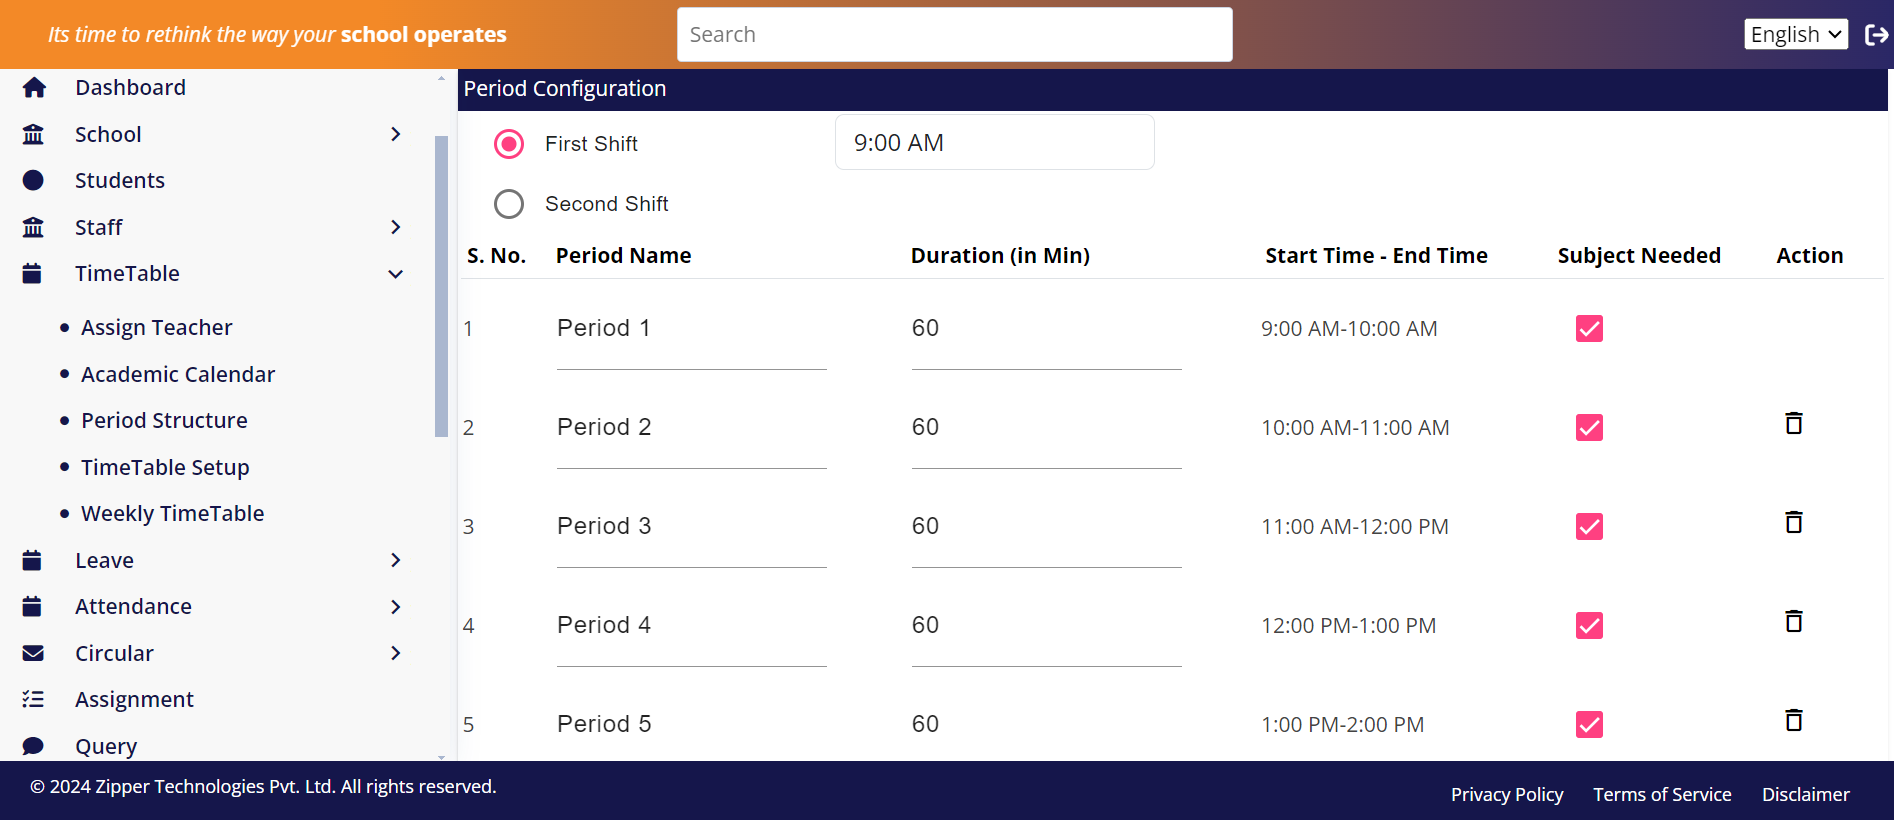 Its time to rethink the way your school operates
Search
English
Dashboard
School
Students
Staff
TimeTable
Assign Teacher
Academic Calendar
Period Structure
TimeTable Setup
Weekly TimeTable
Leave
Attendance
Circular
Assignment
Query
Period Configuration
First Shift 9:00 AM
Second Shift
S. No. Period Name Duration (in Min) Start Time - End Time Subject Needed Action
1 Period 1 60 9:00 AM-10:00 AM
2 Period 2 60 10:00 AM-11:00 AM
3 Period 3 60 11:00 AM-12:00 PM
4 Period 4 60 12:00 PM-1:00 PM
5 Period 5 60 1:00 PM-2:00 PM
© 2024 Zipper Technologies Pvt. Ltd. All rights reserved.
Privacy Policy Terms of Service Disclaimer